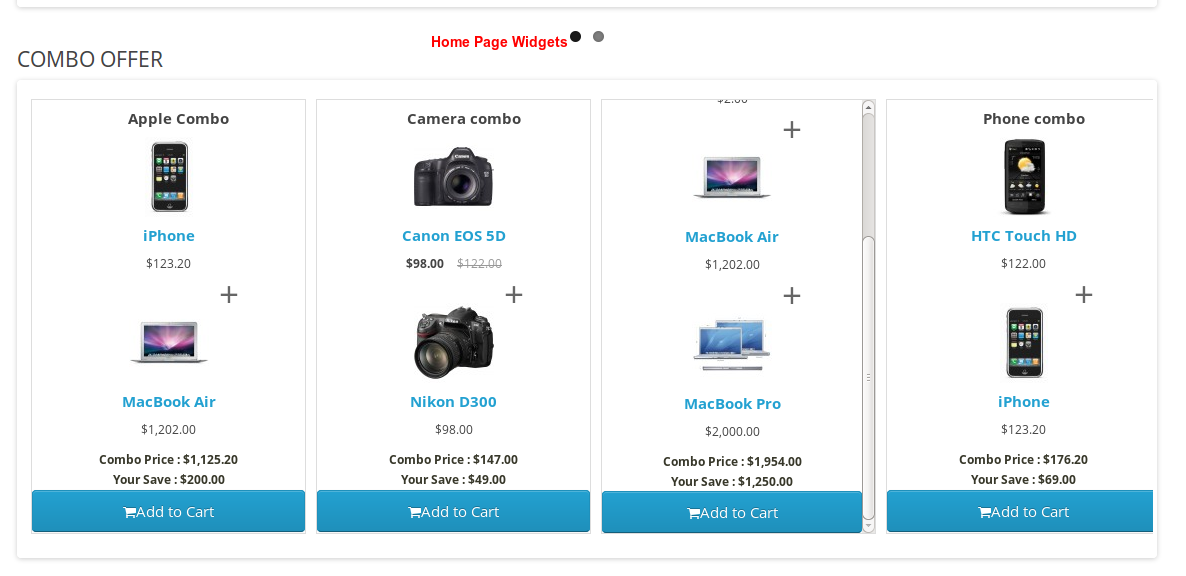 Home Page Widgets
COMBO OFFER
Apple Combo
iPhone
$123.20
+
MacBook Air
$1,202.00
Combo Price : $1,125.20
Your Save : $200.00
Add to Cart
Camera combo
Canon EOS 5D
$98.00 $122.00
+
Nikon D300
$98.00
Combo Price : $147.00
Your Save : $49.00
Add to Cart
$2.00
+
MacBook Air
$1,202.00
+
MacBook Pro
$2,000.00
Combo Price : $1,954.00
Your Save : $1,250.00
Add to Cart
Phone combo
HTC Touch HD
$122.00
+
iPhone
$123.20
Combo Price : $176.20
Your Save : $69.00
Add to Cart